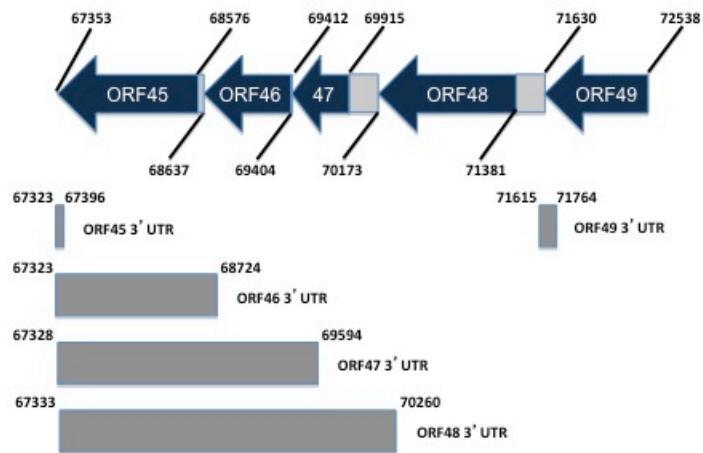 67353 68576 69412 69915 71630 72538
ORF45 ORF46 47 ORF48 ORF49
68637 69404 70173 71381
67323 67396 71615 71764
ORF45 3' UTR ORF49 3' UTR
67323 68724
ORF46 3' UTR
67328 69594
ORF47 3' UTR
67333 70260
ORF48 3' UTR